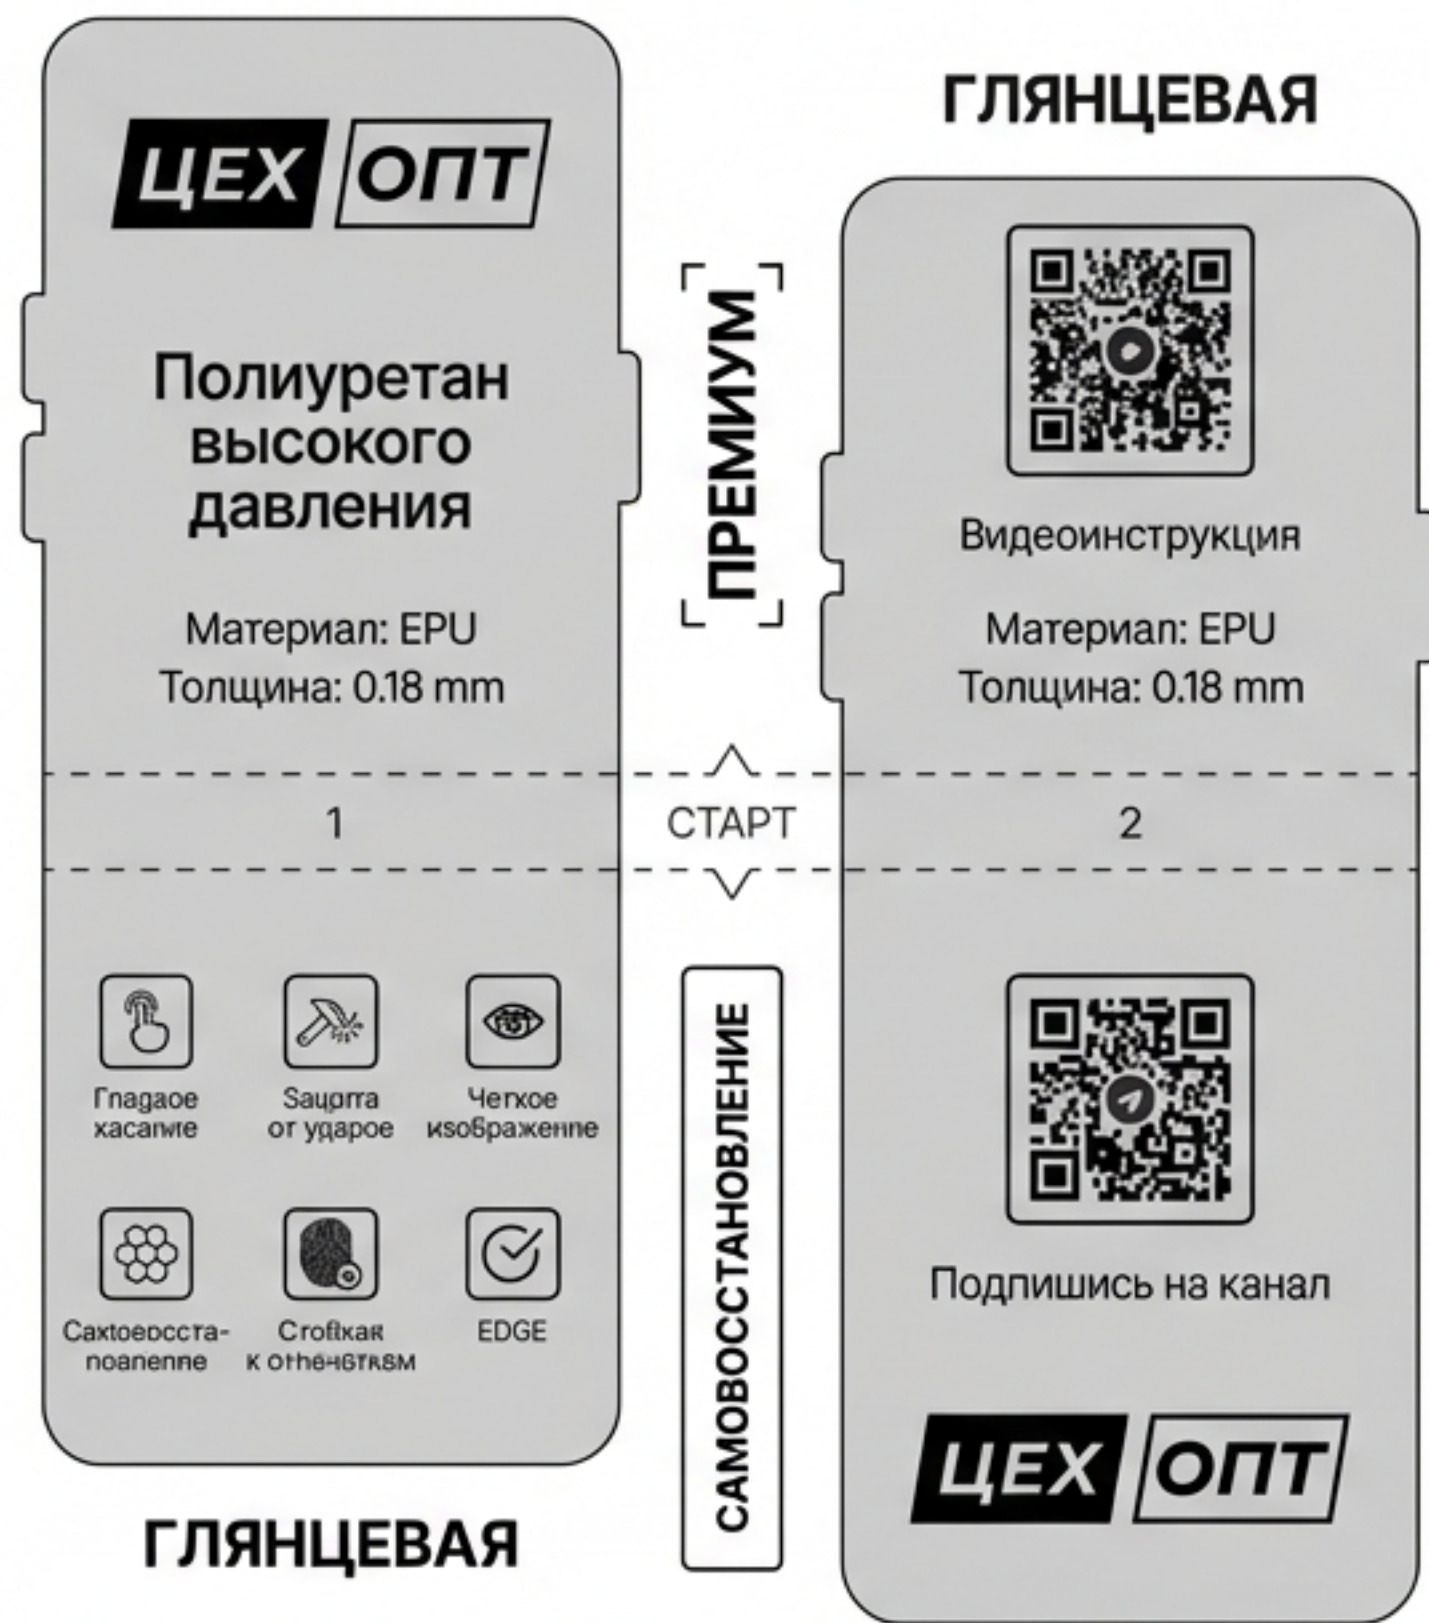 ЦЕХ ОПТ
Полиуретан
высокого
давления
Материал: EPU
Толщина: 0.18 mm
1
EDGE
ГЛЯНЦЕВАЯ
ПРЕМИУМ
СТАРТ
САМОВОССТАНОВЛЕНИЕ
ГЛЯНЦЕВАЯ
Видеоинструкция
Материал: EPU
Толщина: 0.18 mm
2
Подпишись на канал
ЦЕХ ОПТ